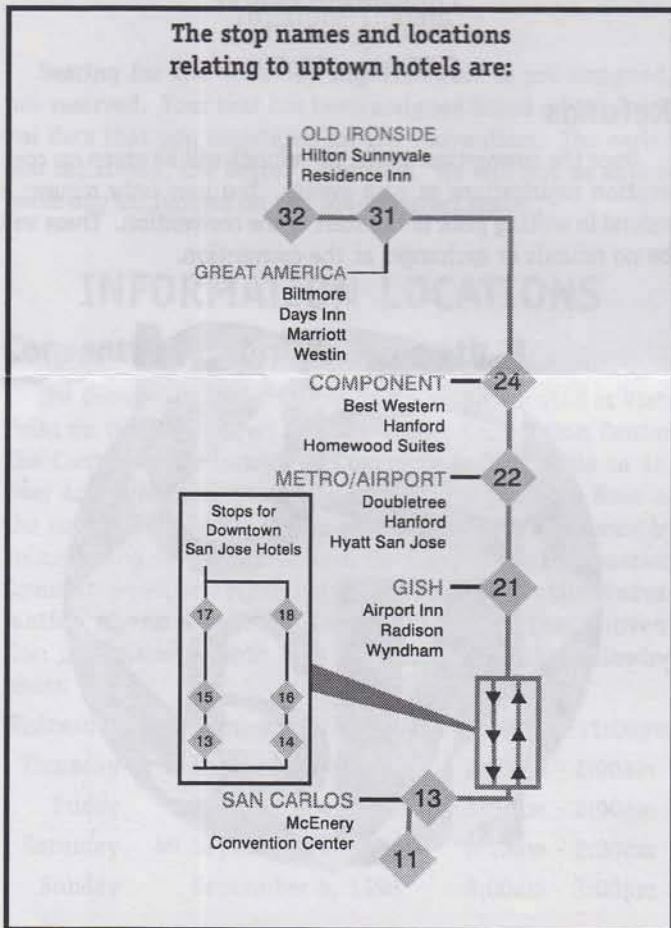 The stop names and locations
relating to uptown hotels are:
OLD IRONSIDE
Hilton Sunnyvale
Residence Inn
32
31
GREAT AMERICA
Biltmore
Days Inn
Marriott
Westin
COMPONENT
24
Best Western
Hanford
Homewood Suites
METRO/AIRPORT
22
Doubletree
Hanford
Hyatt San Jose
Stops for
Downtown
San Jose Hotels
GISH
21
Airport Inn
Radison
Wyndham
17
18
15
16
13
14
SAN CARLOS
13
McEnery
Convention Center
11